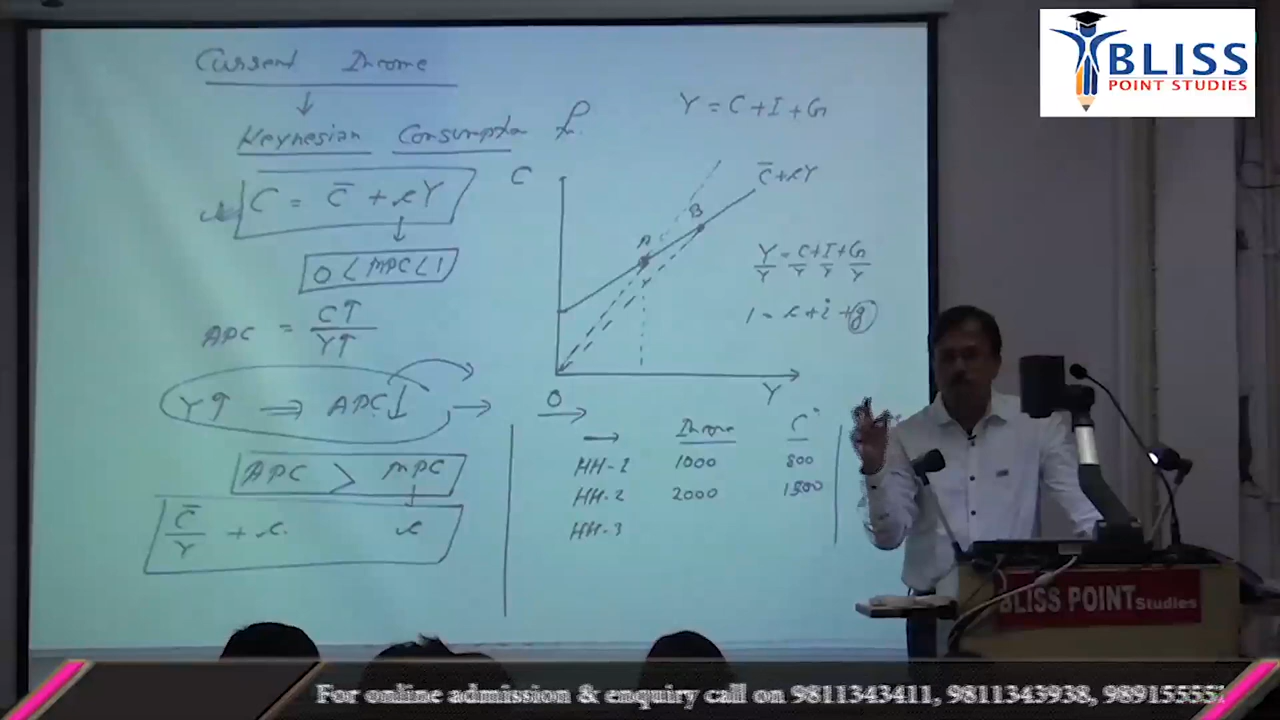 Current Income
↓
Keynesian Consumption f.
C = C̄ + cY
↓
0 < MPC < 1
APC = C↑ / Y↑
Y↑ ⇒ APC↓ →
APC > MPC
C̄/Y + c. c
Y = C + I + G
C
C̄ + cY
A B
Y/Y = C/Y + I/Y + G/Y
1 = c + i + g
O Y
→ Income C
HH-1 1000 800
HH-2 2000 1500
HH-3
BLISS
POINT STUDIES
BLISS POINT Studies
For online admission & enquiry call on 9811343411, 9811343938, 989155555